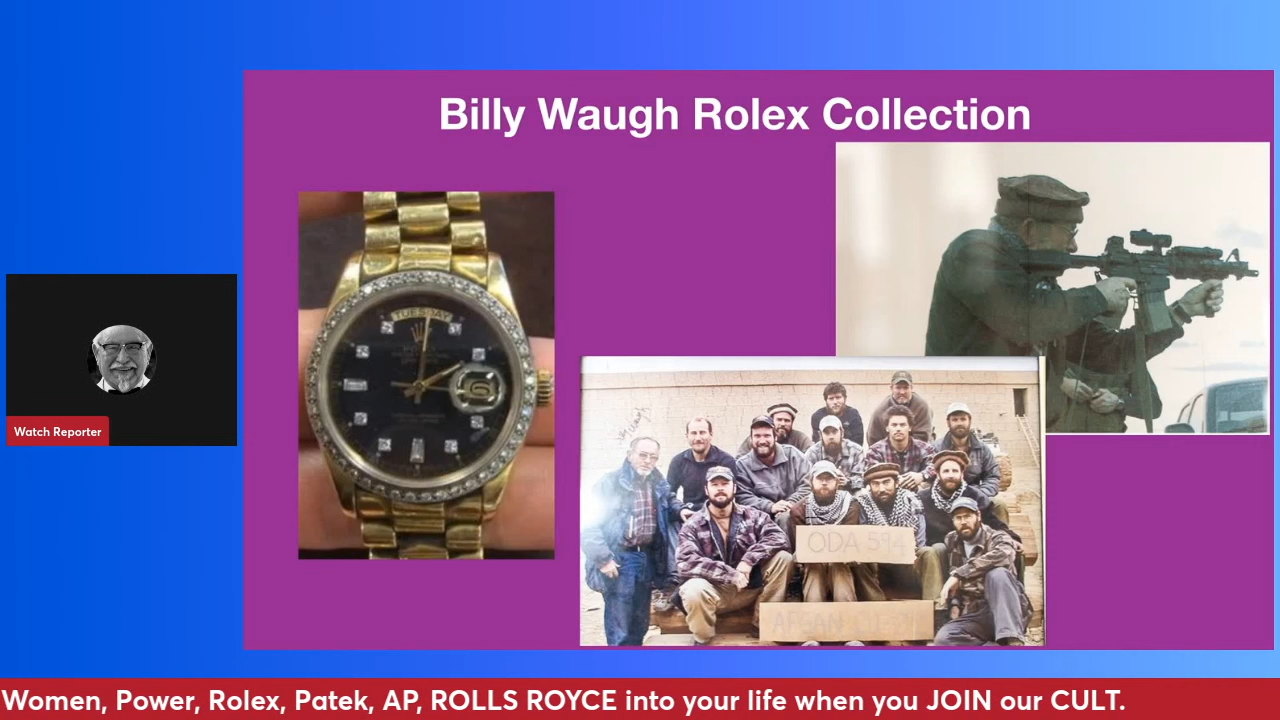 Billy Waugh Rolex Collection
TUESDAY
6
ODA 594
Watch Reporter
Women, Power, Rolex, Patek, AP, ROLLS ROYCE into your life when you JOIN our CULT.